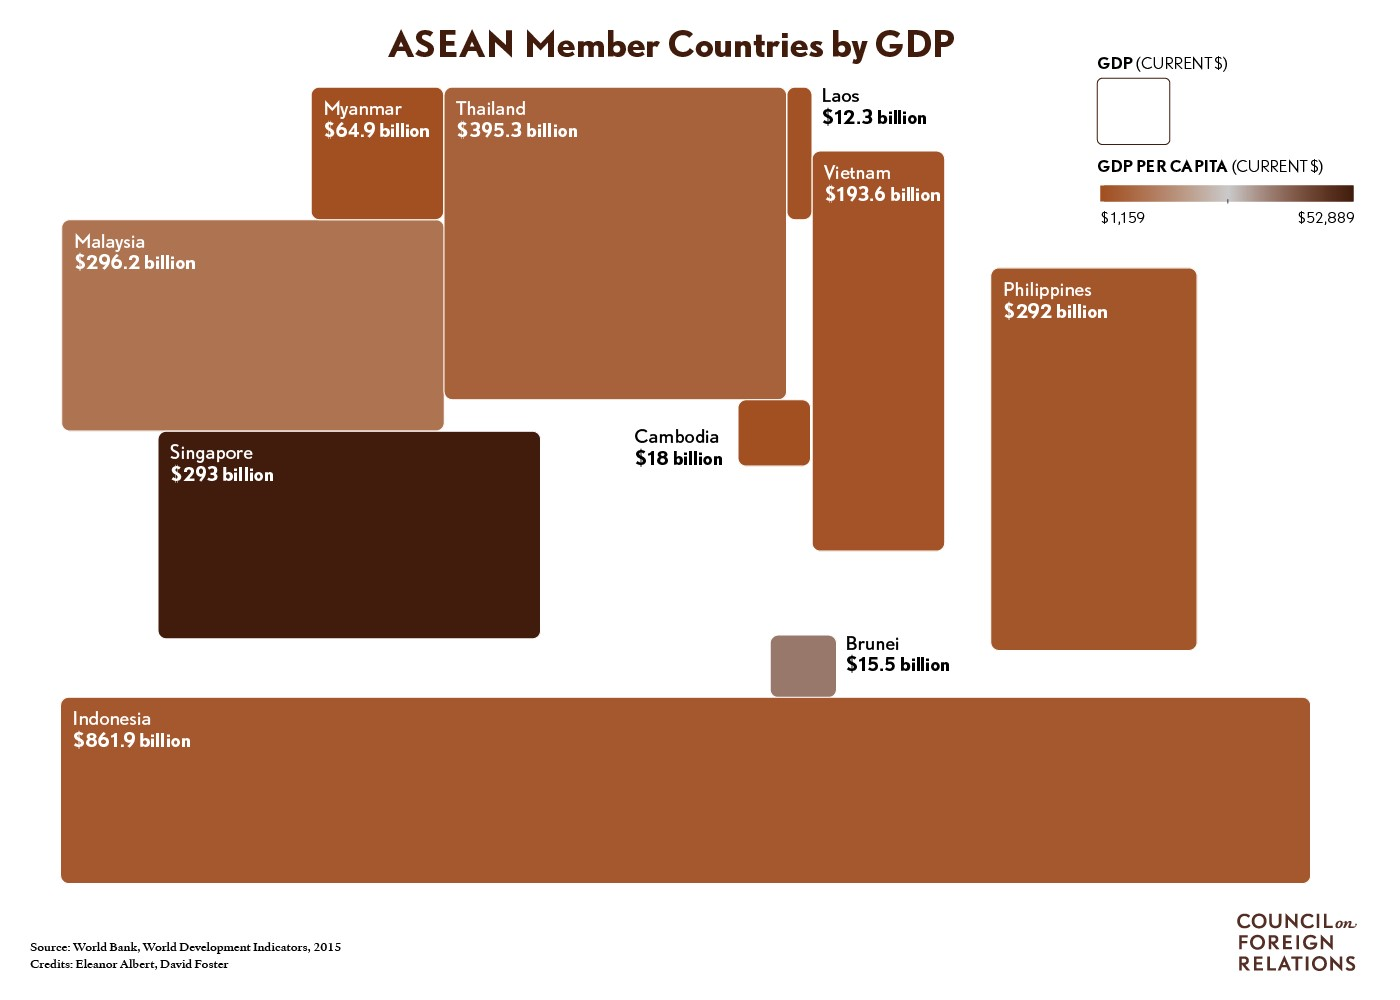 ASEAN Member Countries by GDP
GDP (CURRENT $)
GDP PER CAPITA (CURRENT $)
$1,159
$52,889
Myanmar
$64.9 billion
Thailand
$395.3 billion
Laos
$12.3 billion
Vietnam
$193.6 billion
Malaysia
$296.2 billion
Philippines
$292 billion
Singapore
$293 billion
Cambodia
$18 billion
Brunei
$15.5 billion
Indonesia
$861.9 billion
Source: World Bank, World Development Indicators, 2015
Credits: Eleanor Albert, David Foster
COUNCIL on
FOREIGN
RELATIONS